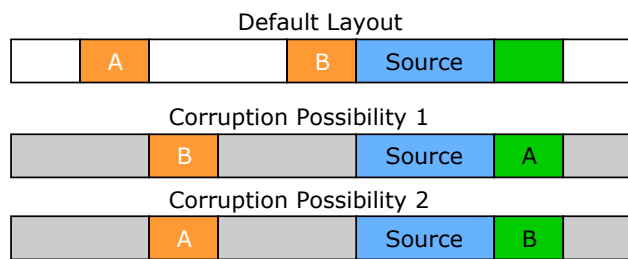 Default Layout
A B Source
Corruption Possibility 1
B Source A
Corruption Possibility 2
A Source B